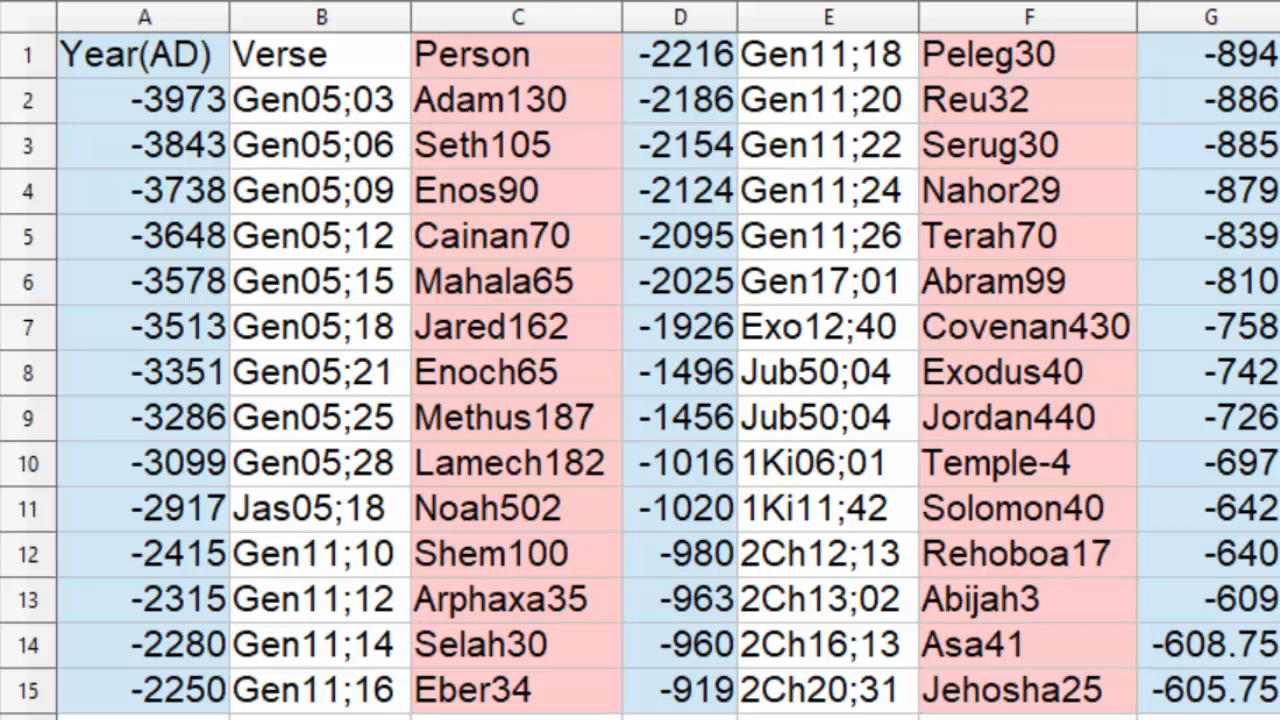 A B C D E F G
1 Year(AD) Verse Person -2216 Gen11;18 Peleg30 -894
2 -3973 Gen05;03 Adam130 -2186 Gen11;20 Reu32 -886
3 -3843 Gen05;06 Seth105 -2154 Gen11;22 Serug30 -885
4 -3738 Gen05;09 Enos90 -2124 Gen11;24 Nahor29 -879
5 -3648 Gen05;12 Cainan70 -2095 Gen11;26 Terah70 -839
6 -3578 Gen05;15 Mahala65 -2025 Gen17;01 Abram99 -810
7 -3513 Gen05;18 Jared162 -1926 Exo12;40 Covenan430 -758
8 -3351 Gen05;21 Enoch65 -1496 Jub50;04 Exodus40 -742
9 -3286 Gen05;25 Methus187 -1456 Jub50;04 Jordan440 -726
10 -3099 Gen05;28 Lamech182 -1016 1Ki06;01 Temple-4 -697
11 -2917 Jas05;18 Noah502 -1020 1Ki11;42 Solomon40 -642
12 -2415 Gen11;10 Shem100 -980 2Ch12;13 Rehoboa17 -640
13 -2315 Gen11;12 Arphaxa35 -963 2Ch13;02 Abijah3 -609
14 -2280 Gen11;14 Selah30 -960 2Ch16;13 Asa41 -608.75
15 -2250 Gen11;16 Eber34 -919 2Ch20;31 Jehosha25 -605.75